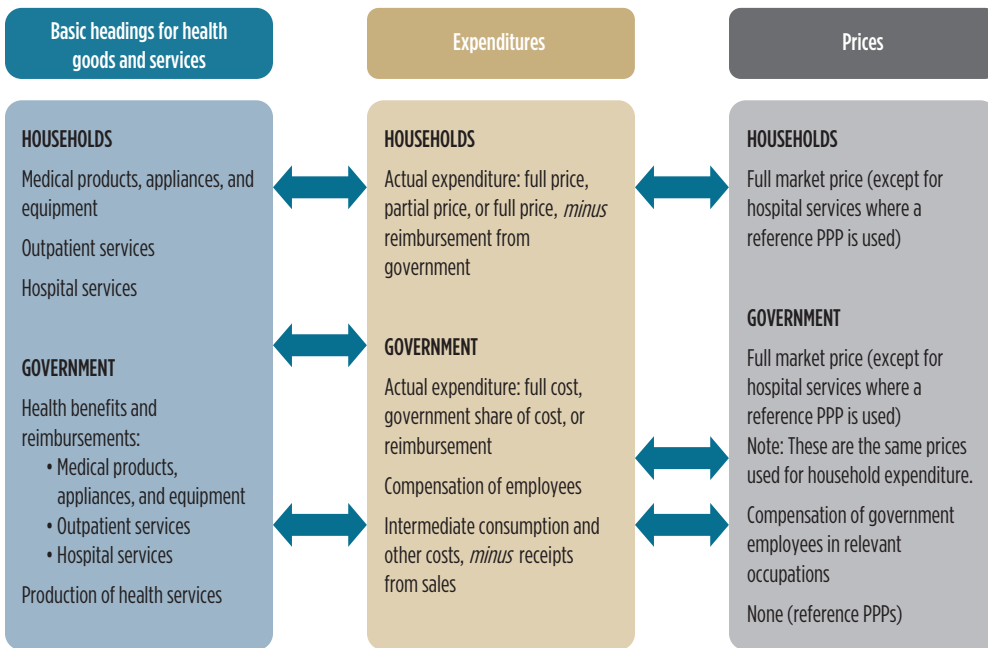 Basic headings for health
goods and services
Expenditures
Prices
HOUSEHOLDS
Medical products, appliances, and
equipment
Outpatient services
Hospital services
GOVERNMENT
Health benefits and
reimbursements:
• Medical products,
appliances, and equipment
• Outpatient services
• Hospital services
Production of health services
HOUSEHOLDS
Actual expenditure: full price,
partial price, or full price, minus
reimbursement from
government
GOVERNMENT
Actual expenditure: full cost,
government share of cost, or
reimbursement
Compensation of employees
Intermediate consumption and
other costs, minus receipts
from sales
HOUSEHOLDS
Full market price (except for
hospital services where a
reference PPP is used)
GOVERNMENT
Full market price (except for
hospital services where a
reference PPP is used)
Note: These are the same prices
used for household expenditure.
Compensation of government
employees in relevant
occupations
None (reference PPPs)